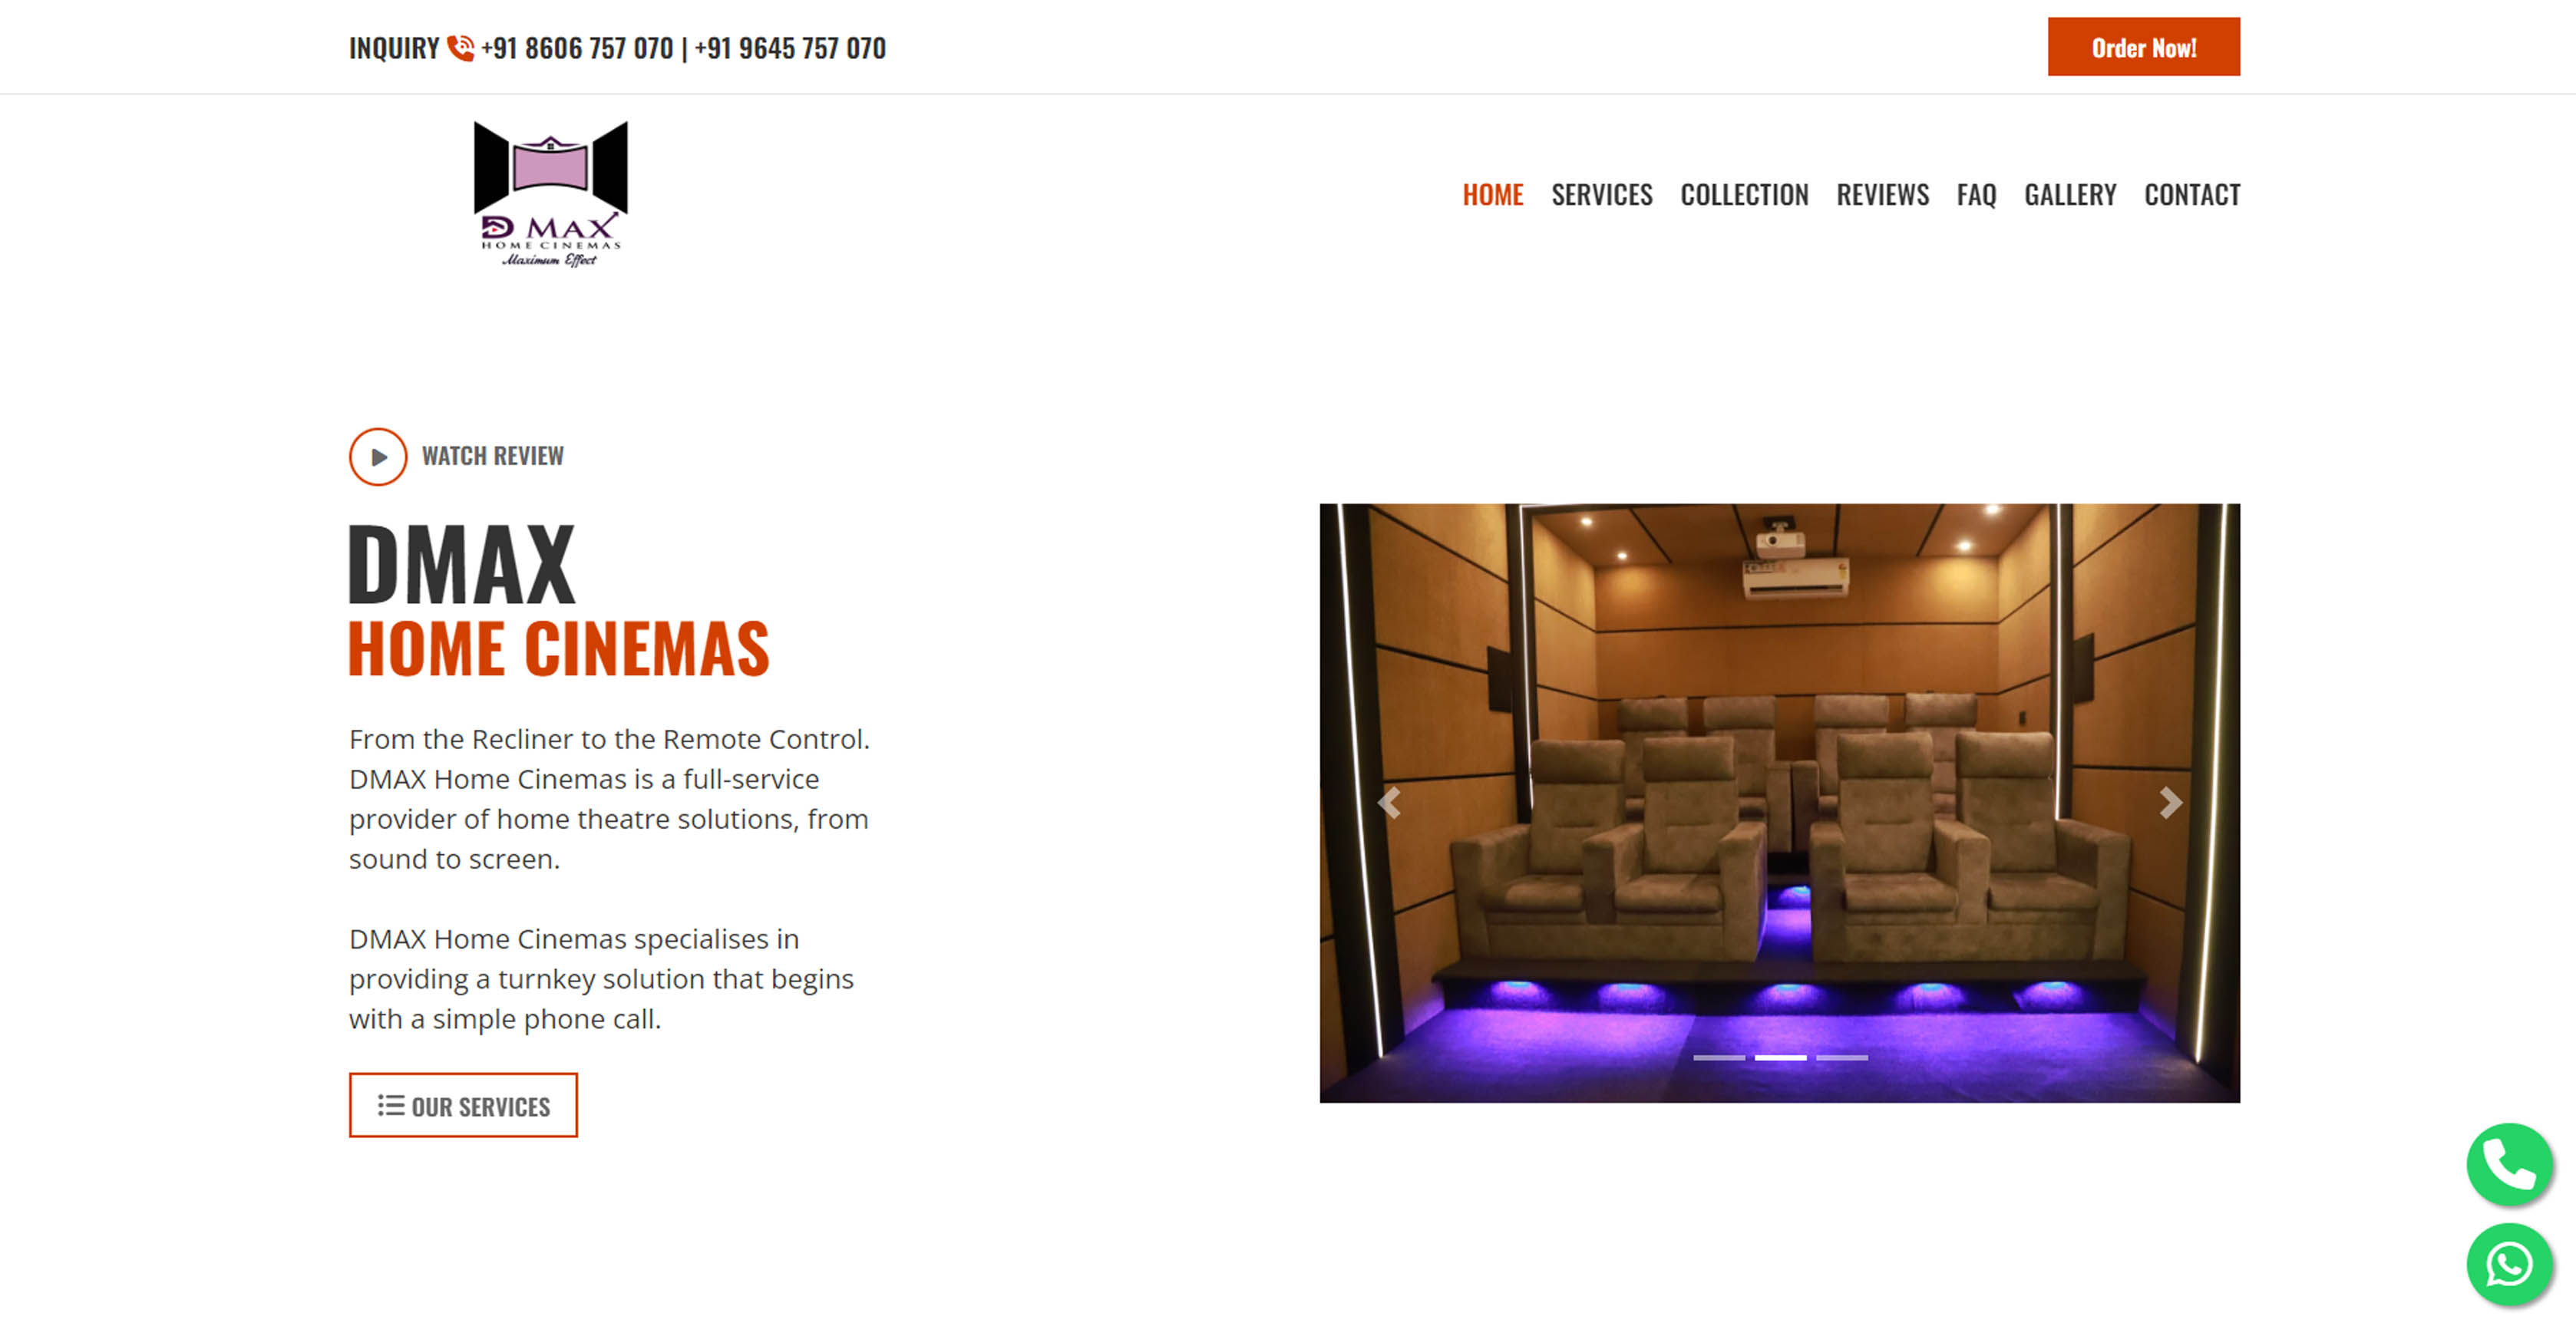 INQUIRY +91 8606 757 070 | +91 9645 757 070
Order Now!
D MAX
HOME CINEMAS
Maximum Effect
HOME SERVICES COLLECTION REVIEWS FAQ GALLERY CONTACT
WATCH REVIEW
DMAX
HOME CINEMAS
From the Recliner to the Remote Control.
DMAX Home Cinemas is a full-service
provider of home theatre solutions, from
sound to screen.
DMAX Home Cinemas specialises in
providing a turnkey solution that begins
with a simple phone call.
OUR SERVICES